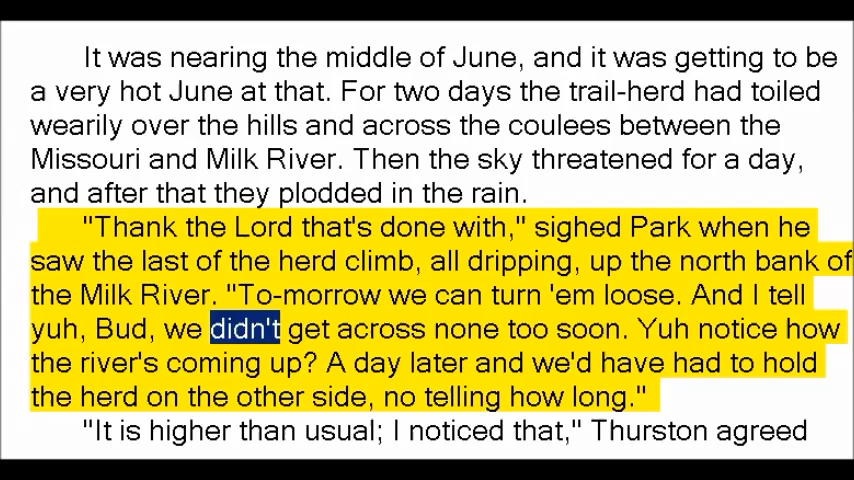 It was nearing the middle of June, and it was getting to be
a very hot June at that. For two days the trail-herd had toiled
wearily over the hills and across the coulees between the
Missouri and Milk River. Then the sky threatened for a day,
and after that they plodded in the rain.
"Thank the Lord that's done with," sighed Park when he
saw the last of the herd climb, all dripping, up the north bank of
the Milk River. "To-morrow we can turn 'em loose. And I tell
yuh, Bud, we didn't get across none too soon. Yuh notice how
the river's coming up? A day later and we'd have had to hold
the herd on the other side, no telling how long."
"It is higher than usual; I noticed that," Thurston agreed